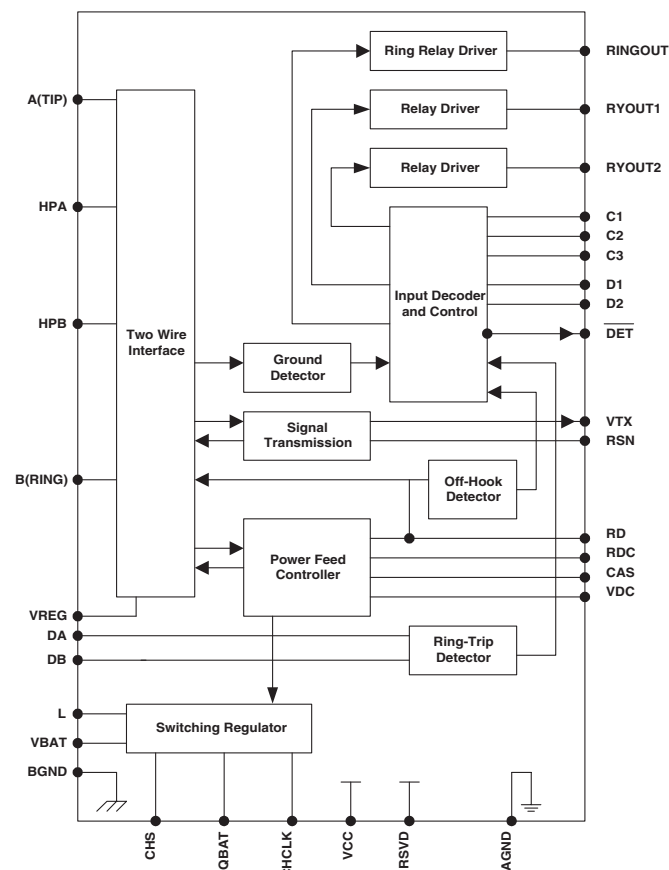 Ring Relay Driver
RINGOUT
A(TIP)
Relay Driver
RYOUT1
Relay Driver
RYOUT2
HPA
C1
C2
C3
D1
D2
Input Decoder
and Control
HPB
Two Wire
Interface
DET
Ground
Detector
Signal
Transmission
VTX
RSN
B(RING)
Off-Hook
Detector
RD
RDC
CAS
VDC
Power Feed
Controller
VREG
DA
DB
Ring-Trip
Detector
L
VBAT
BGND
Switching Regulator
CHS
QBAT
CHCLK
VCC
RSVD
AGND